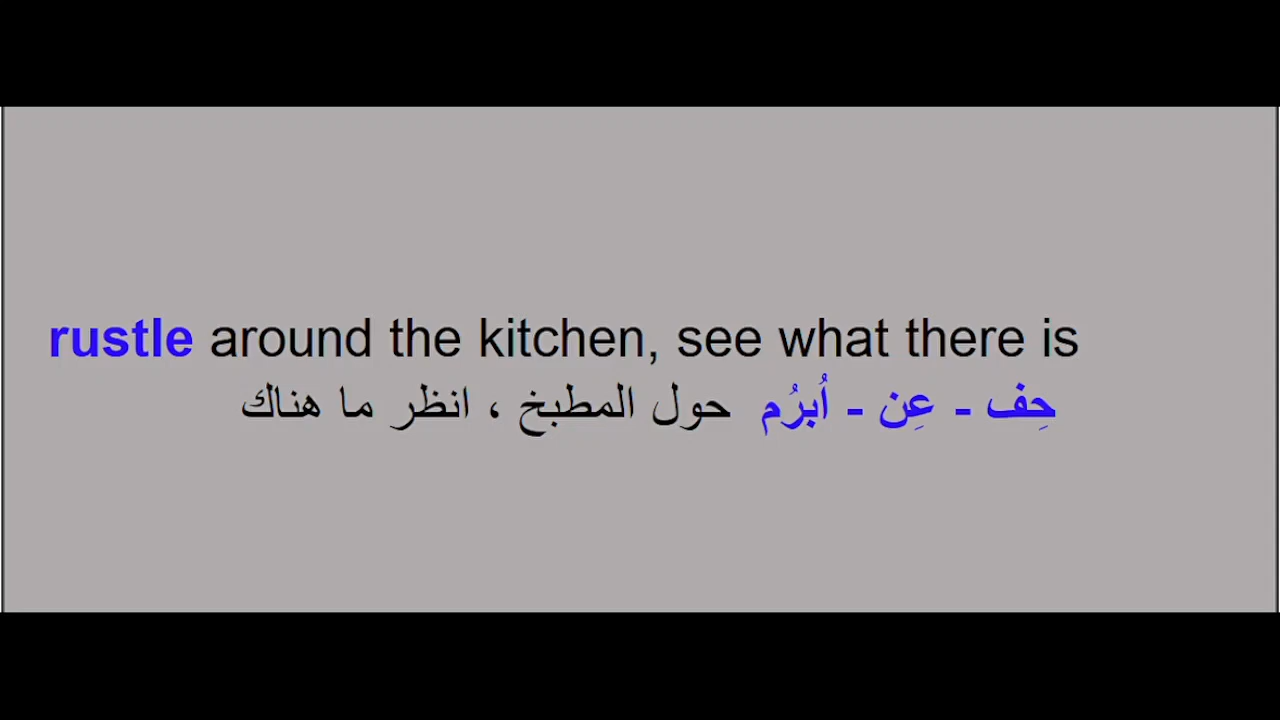 rustle around the kitchen, see what there is
حِف - عِن - اُبرُم حول المطبخ ، انظر ما هناك